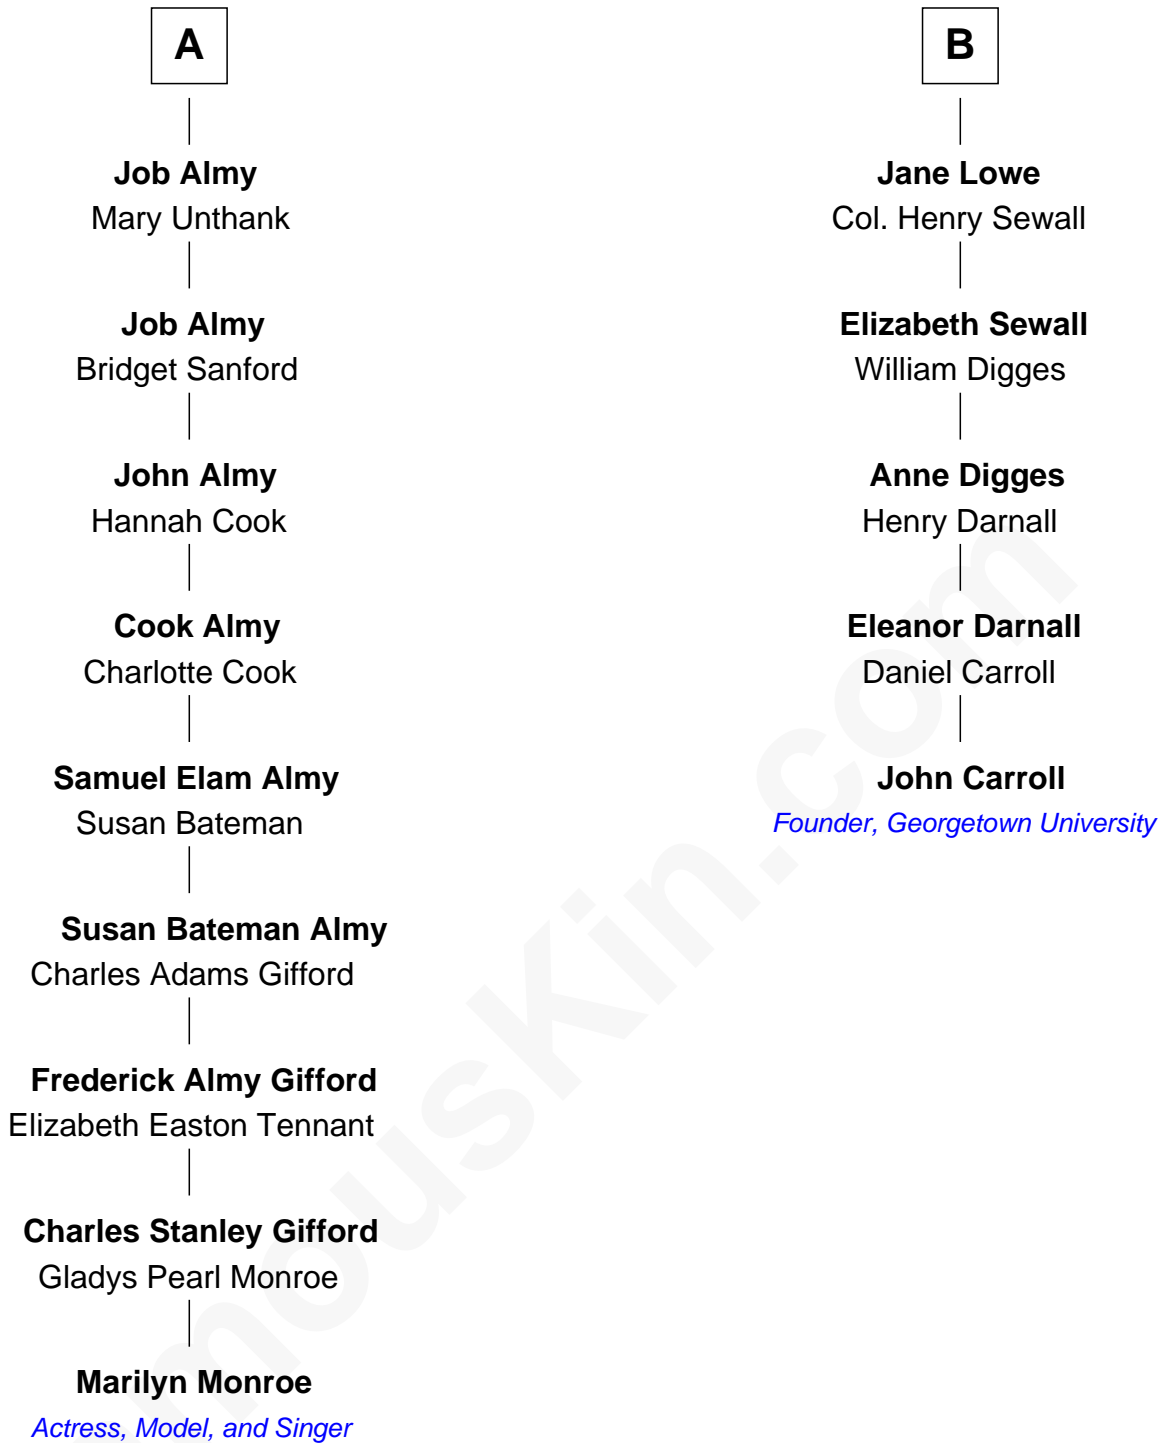 A
Job Almy
Mary Unthank
Job Almy
Bridget Sanford
John Almy
Hannah Cook
Cook Almy
Charlotte Cook
Samuel Elam Almy
Susan Bateman
Susan Bateman Almy
Charles Adams Gifford
Frederick Almy Gifford
Elizabeth Easton Tennant
Charles Stanley Gifford
Gladys Pearl Monroe
Marilyn Monroe
Actress, Model, and Singer
B
Jane Lowe
Col. Henry Sewall
Elizabeth Sewall
William Digges
Anne Digges
Henry Darnall
Eleanor Darnall
Daniel Carroll
John Carroll
Founder, Georgetown University
mousKin.com